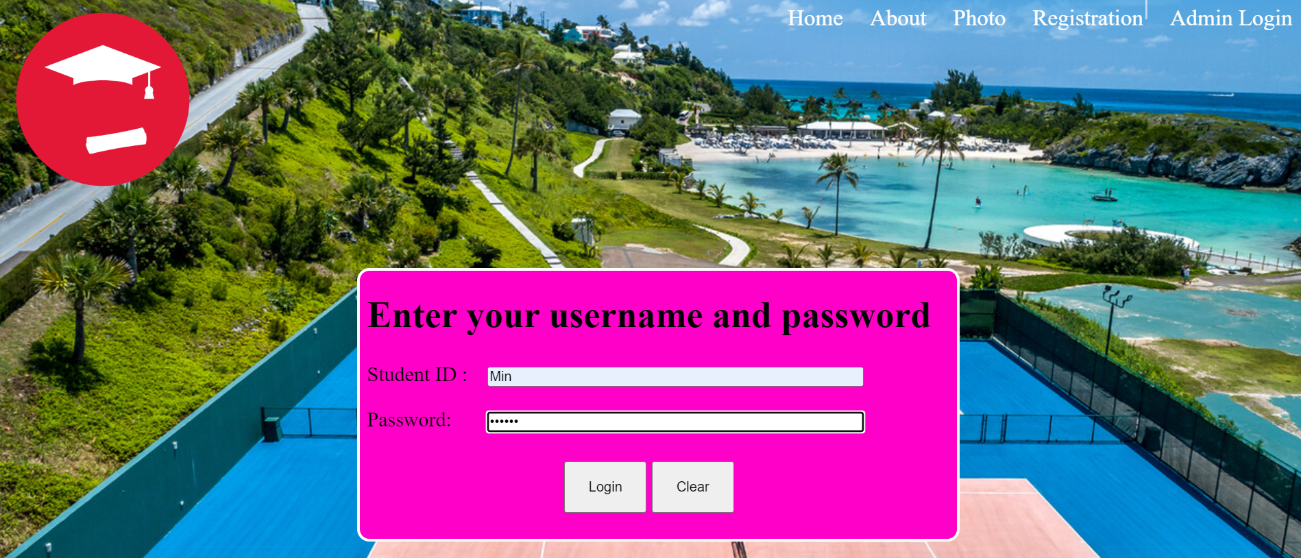 Home About Photo Registration Admin Login
Enter your username and password
Student ID : Min
Password: ••••••
Login Clear